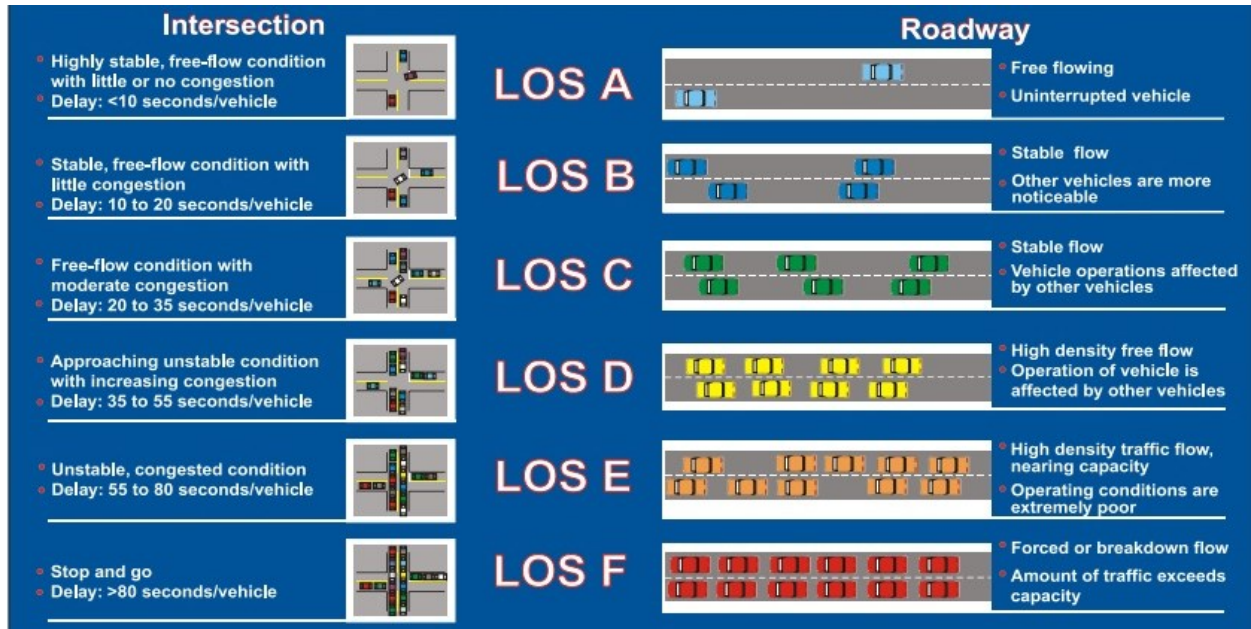 Intersection
Roadway
Highly stable, free-flow condition
with little or no congestion
Delay: <10 seconds/vehicle
LOS A
Free flowing
Uninterrupted vehicle
Stable, free-flow condition with
little congestion
Delay: 10 to 20 seconds/vehicle
LOS B
Stable flow
Other vehicles are more
noticeable
Free-flow condition with
moderate congestion
Delay: 20 to 35 seconds/vehicle
LOS C
Stable flow
Vehicle operations affected
by other vehicles
Approaching unstable condition
with increasing congestion
Delay: 35 to 55 seconds/vehicle
LOS D
High density free flow
Operation of vehicle is
affected by other vehicles
Unstable, congested condition
Delay: 55 to 80 seconds/vehicle
LOS E
High density traffic flow,
nearing capacity
Operating conditions are
extremely poor
Stop and go
Delay: >80 seconds/vehicle
LOS F
Forced or breakdown flow
Amount of traffic exceeds
capacity